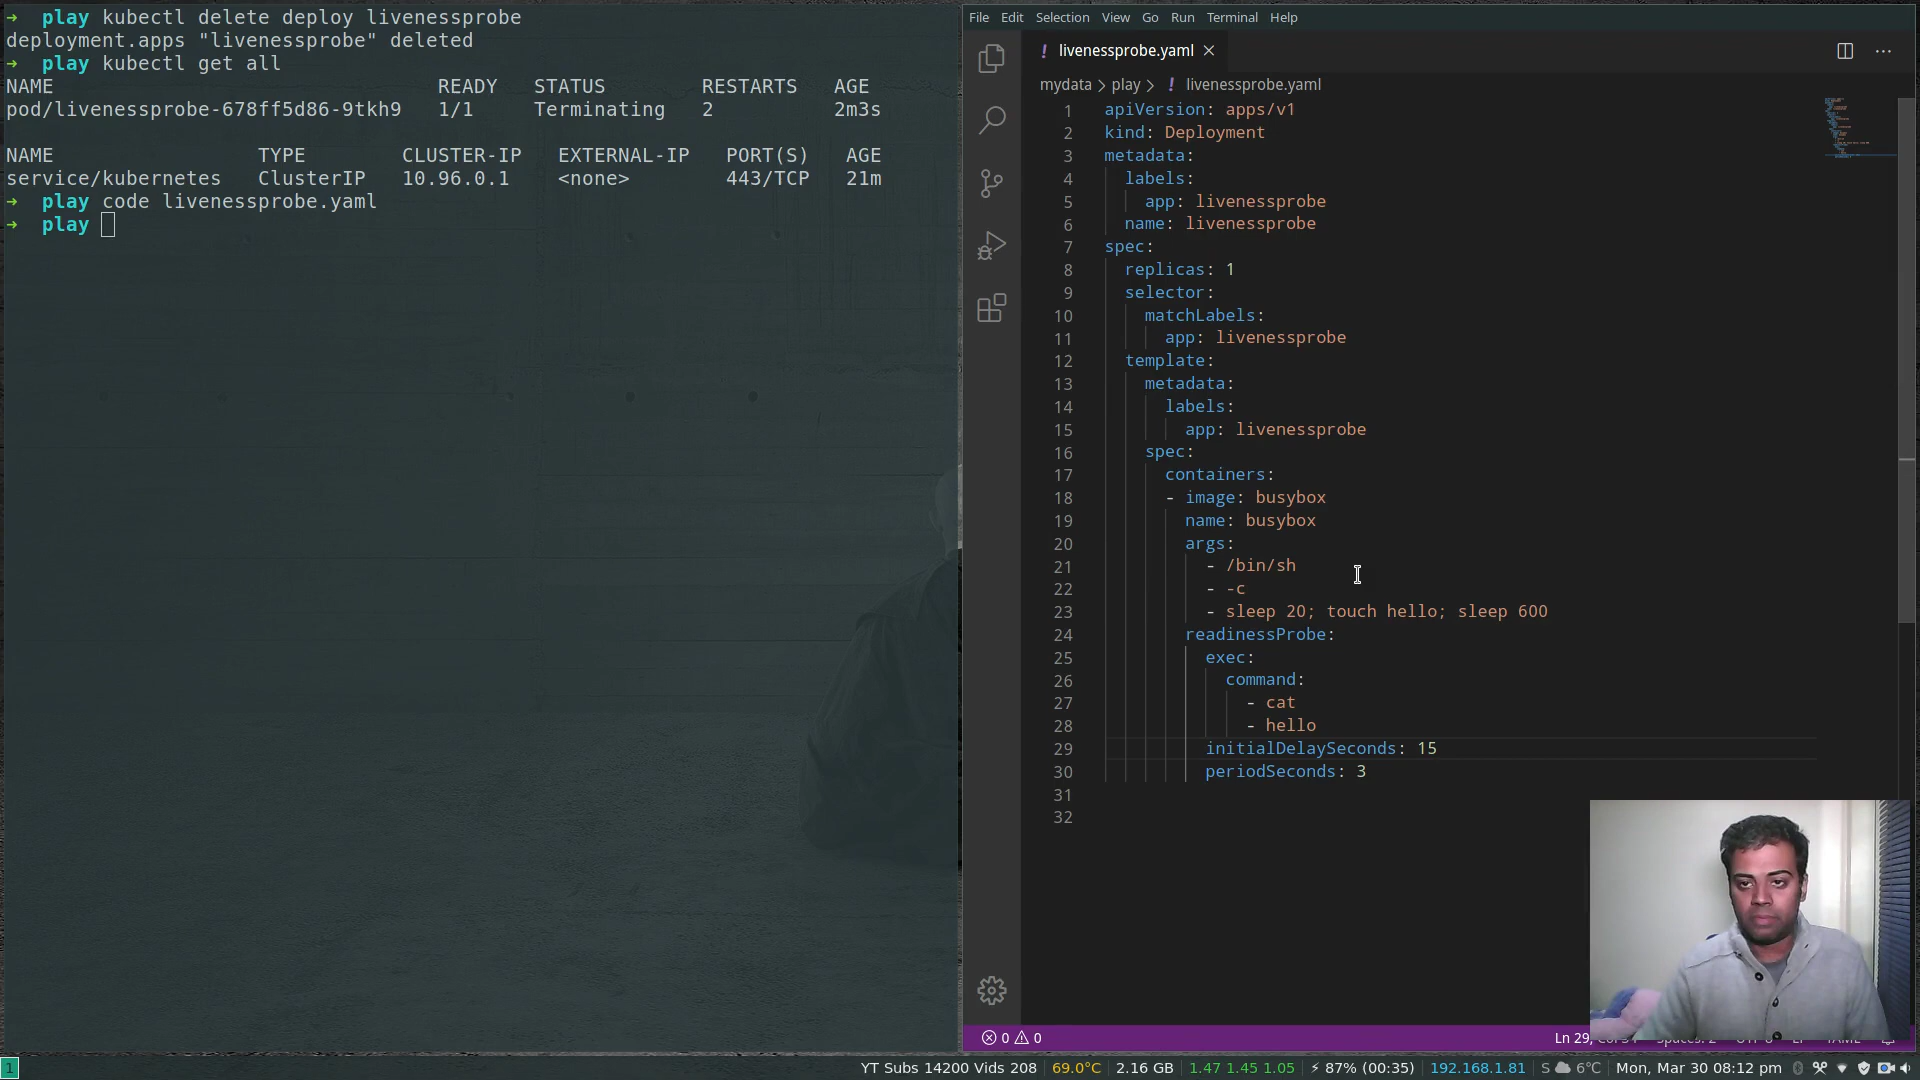 ➜ play kubectl delete deploy livenessprobe
deployment.apps "livenessprobe" deleted
➜ play kubectl get all
NAME READY STATUS RESTARTS AGE
pod/livenessprobe-678ff5d86-9tkh9 1/1 Terminating 2 2m3s
NAME TYPE CLUSTER-IP EXTERNAL-IP PORT(S) AGE
service/kubernetes ClusterIP 10.96.0.1 <none> 443/TCP 21m
➜ play code livenessprobe.yaml
➜ play
File Edit Selection View Go Run Terminal Help
! livenessprobe.yaml ×
mydata > play > ! livenessprobe.yaml
1 apiVersion: apps/v1
2 kind: Deployment
3 metadata:
4 labels:
5 app: livenessprobe
6 name: livenessprobe
7 spec:
8 replicas: 1
9 selector:
10 matchLabels:
11 app: livenessprobe
12 template:
13 metadata:
14 labels:
15 app: livenessprobe
16 spec:
17 containers:
18 - image: busybox
19 name: busybox
20 args:
21 - /bin/sh
22 - -c
23 - sleep 20; touch hello; sleep 600
24 readinessProbe:
25 exec:
26 command:
27 - cat
28 - hello
29 initialDelaySeconds: 15
30 periodSeconds: 3
31
32
0 0 Ln 29,
1 YT Subs 14200 Vids 208 69.0°C 2.16 GB 1.47 1.45 1.05 ⚡ 87% (00:35) 192.168.1.81 S 6°C Mon, Mar 30 08:12 pm